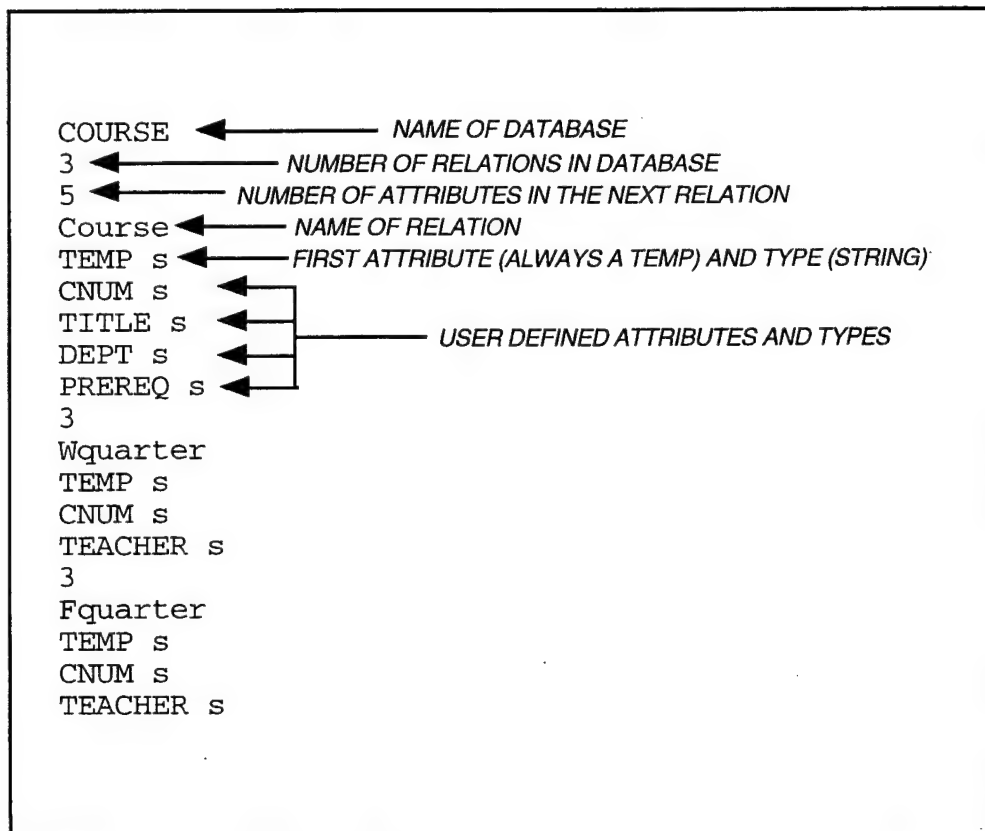 COURSE NAME OF DATABASE
3 NUMBER OF RELATIONS IN DATABASE
5 NUMBER OF ATTRIBUTES IN THE NEXT RELATION
Course NAME OF RELATION
TEMP s FIRST ATTRIBUTE (ALWAYS A TEMP) AND TYPE (STRING)
CNUM s
TITLE s
USER DEFINED ATTRIBUTES AND TYPES
DEPT s
PREREQ s
3
Wquarter
TEMP s
CNUM s
TEACHER s
3
Fquarter
TEMP s
CNUM s
TEACHER s